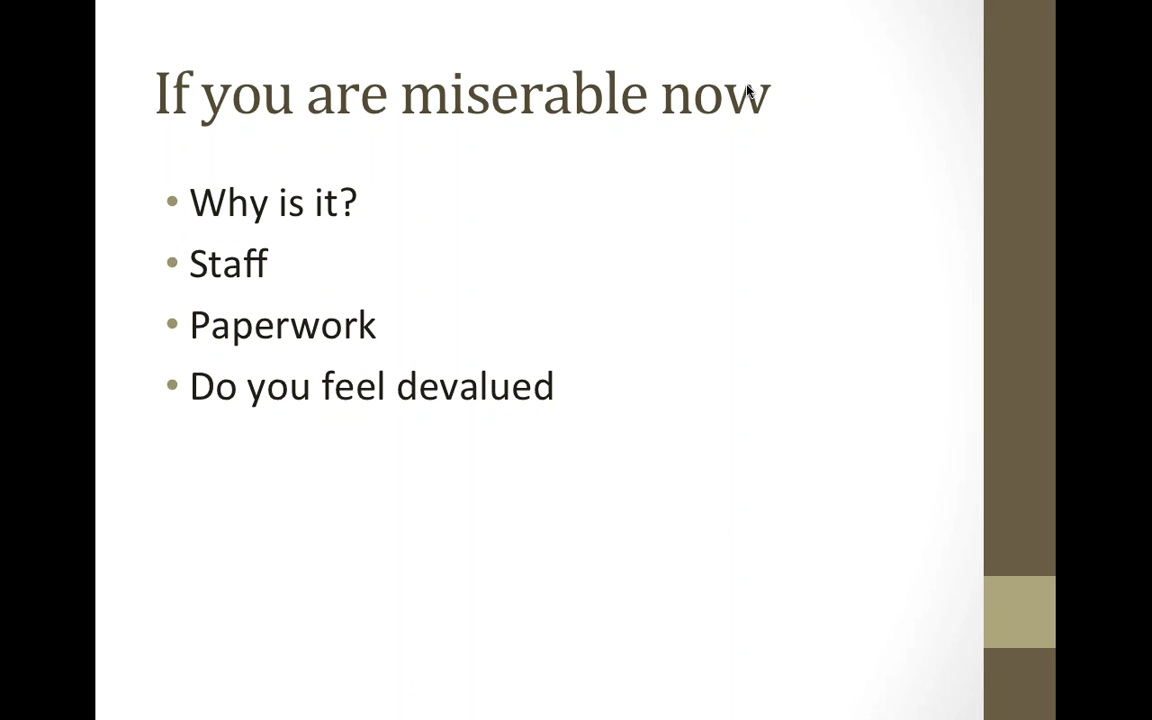 If you are miserable now
• Why is it?
• Staff
• Paperwork
• Do you feel devalued